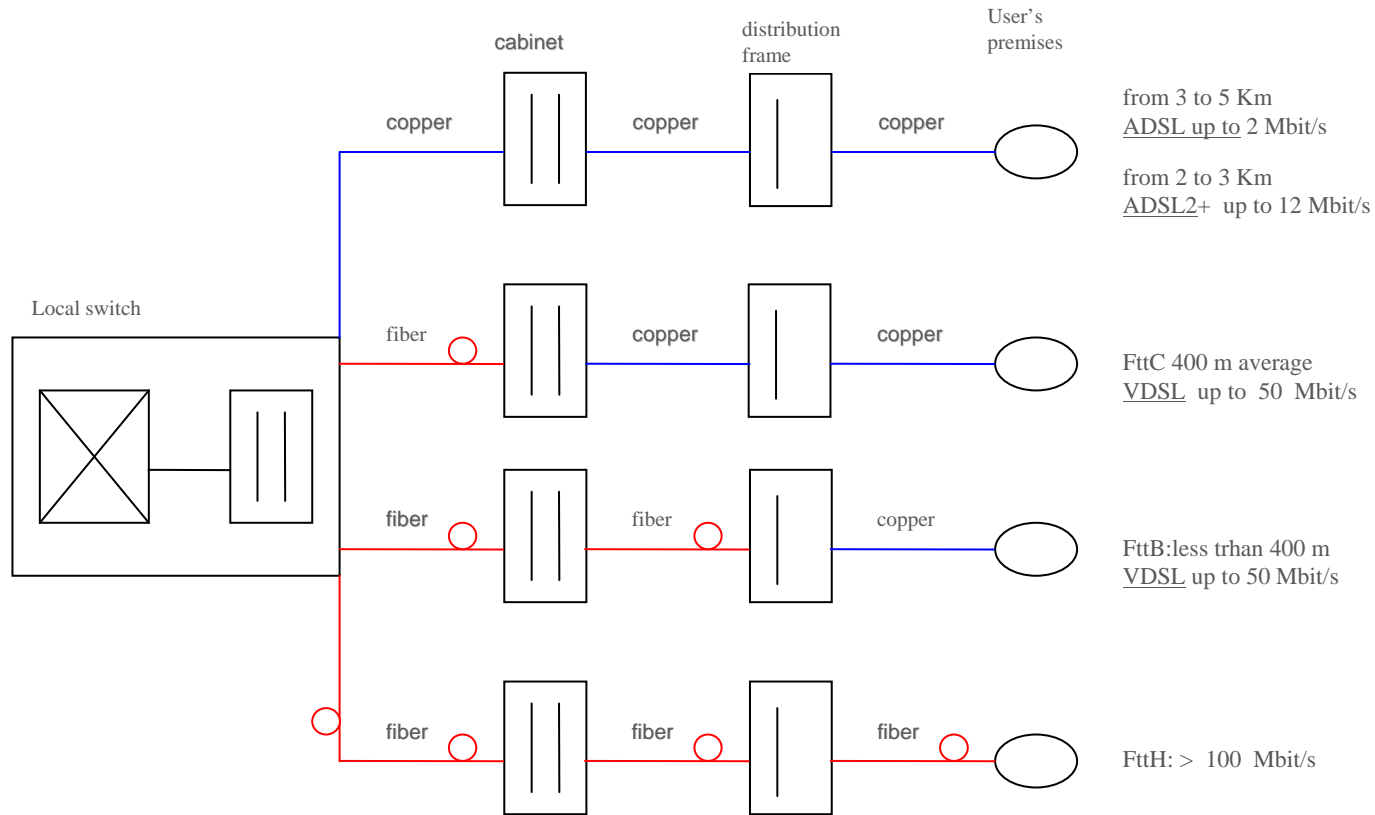 User's
premises
distribution
frame
cabinet
copper
copper
copper
from 3 to 5 Km
ADSL up to 2 Mbit/s
from 2 to 3 Km
ADSL2+ up to 12 Mbit/s
Local switch
fiber
copper
copper
FttC 400 m average
VDSL up to 50 Mbit/s
fiber
fiber
copper
FttB:less trhan 400 m
VDSL up to 50 Mbit/s
fiber
fiber
fiber
FttH: > 100 Mbit/s